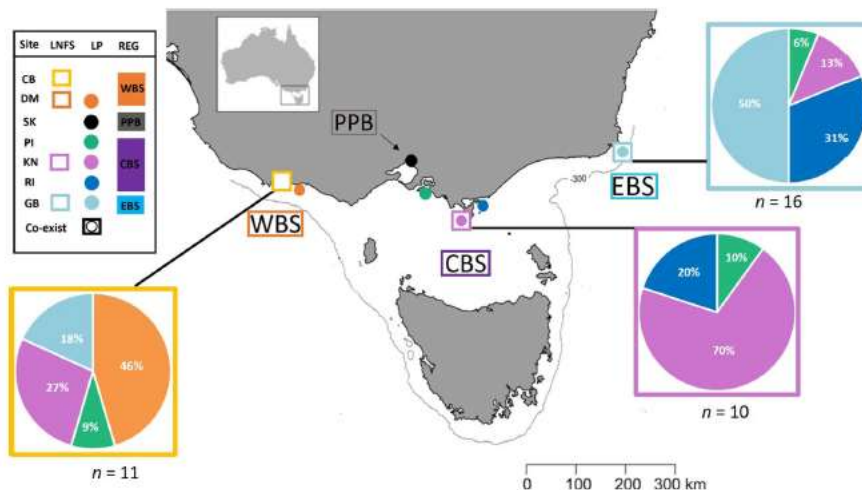 Site LNFS LP REG
CB
DM
SK
PI
KN
RI
GB
Co-exist
WBS
PPB
CBS
EBS
PPB
WBS
CBS
EBS
-300
6%
13%
31%
50%
n = 16
10%
20%
70%
n = 10
18%
46%
27%
9%
n = 11
0 100 200 300 km